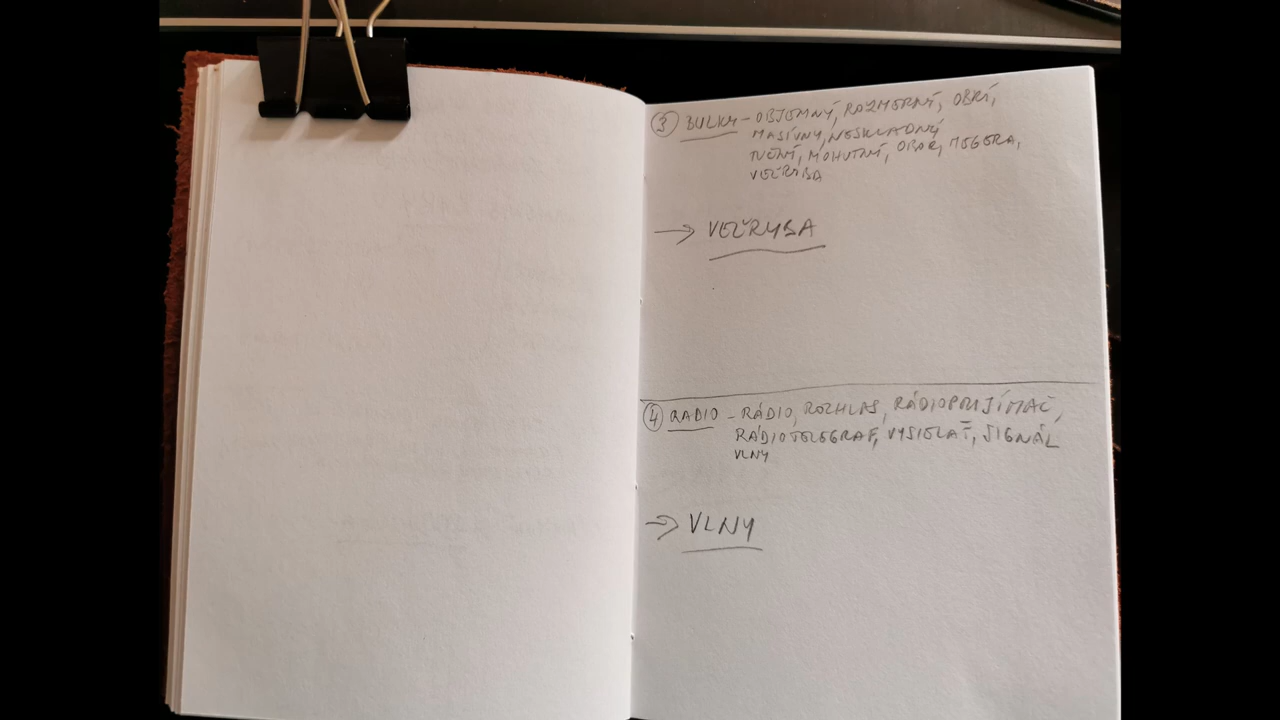 ③ BULKY - OBJEMNÝ, ROZMERNÝ, OBRÍ,
MASÍVNY, NESKLADNÝ
TUČNÝ, MOHUTNÝ, OBOR, MEGERA,
VEĽRYBA
→ VEĽRYBA
④ RADIO - RÁDIO, ROZHLAS, RÁDIOPRIJÍMAČ,
RÁDIOTELEGRAF, VYSIELAŤ, SIGNÁL
VLNY
→ VLNY